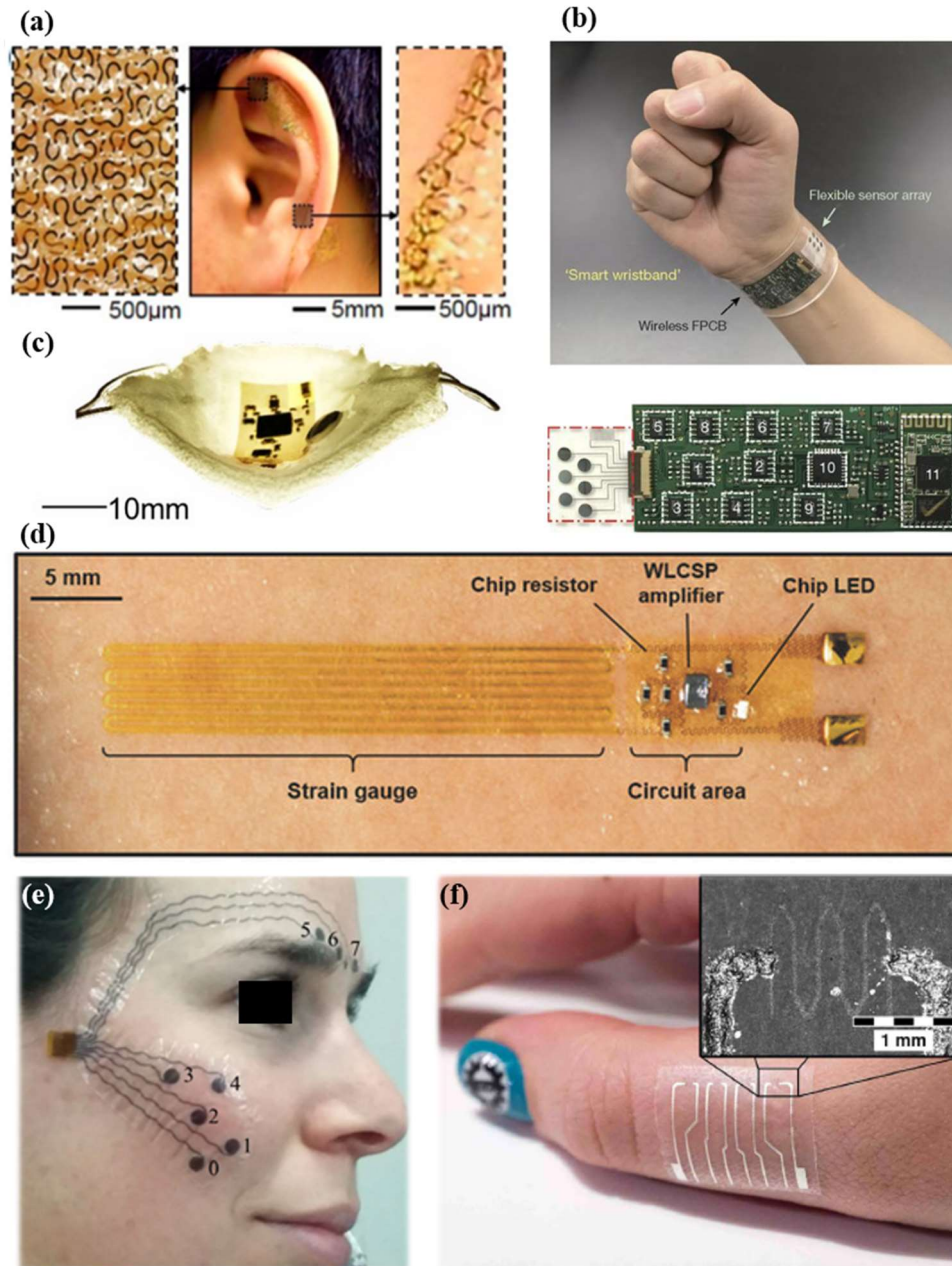 (a)
500μm
5mm
500μm
(b)
Flexible sensor array
'Smart wristband'
Wireless FPCB
(c)
10mm
5
8
6
7
1
2
10
11
3
4
9
(d)
5 mm
Chip resistor
WLCSP
amplifier
Chip LED
Strain gauge
Circuit area
(e)
5
6
7
3
4
2
1
0
(f)
1 mm